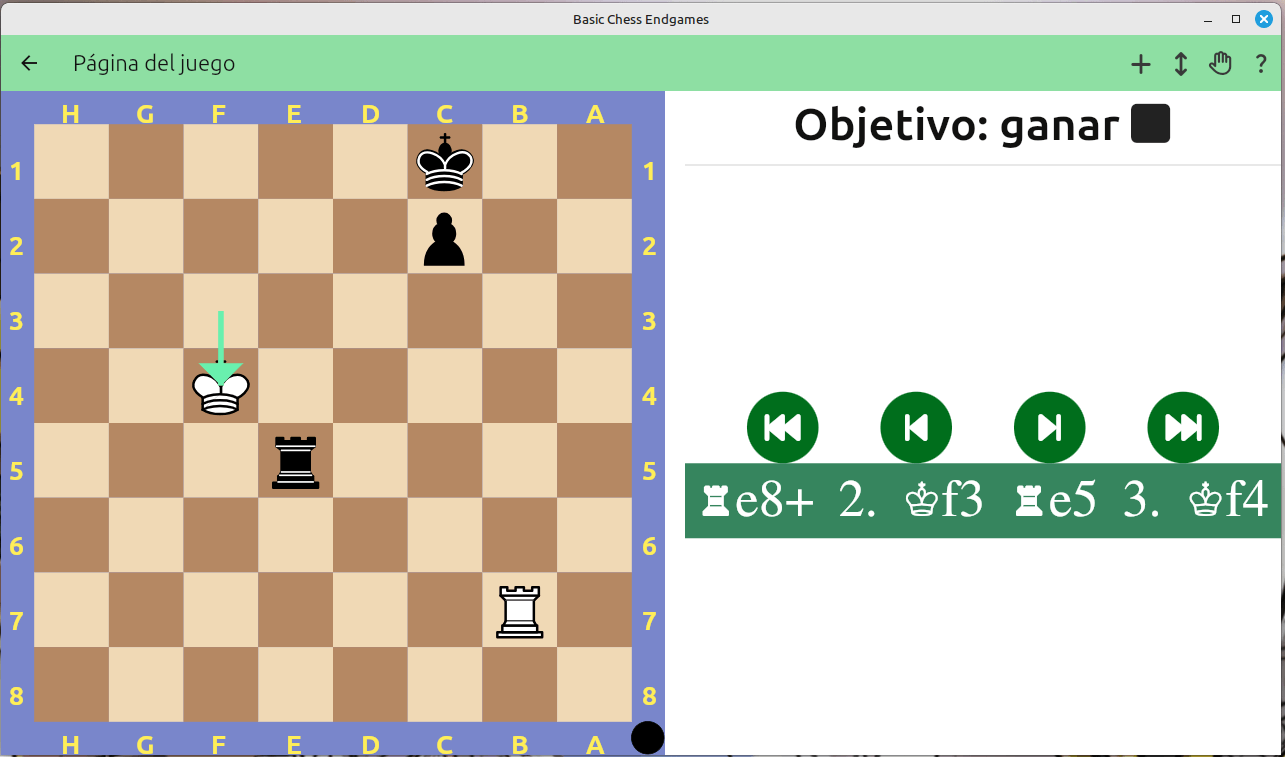 Basic Chess Endgames
Página del juego
?
Objetivo: ganar
H G F E D C B A
1 1
2 2
3 3
4 4
5 5
♜e8+ 2. ♔f3 ♜e5 3. ♔f4
6 6
7 7
8 8
H G F E D C B A